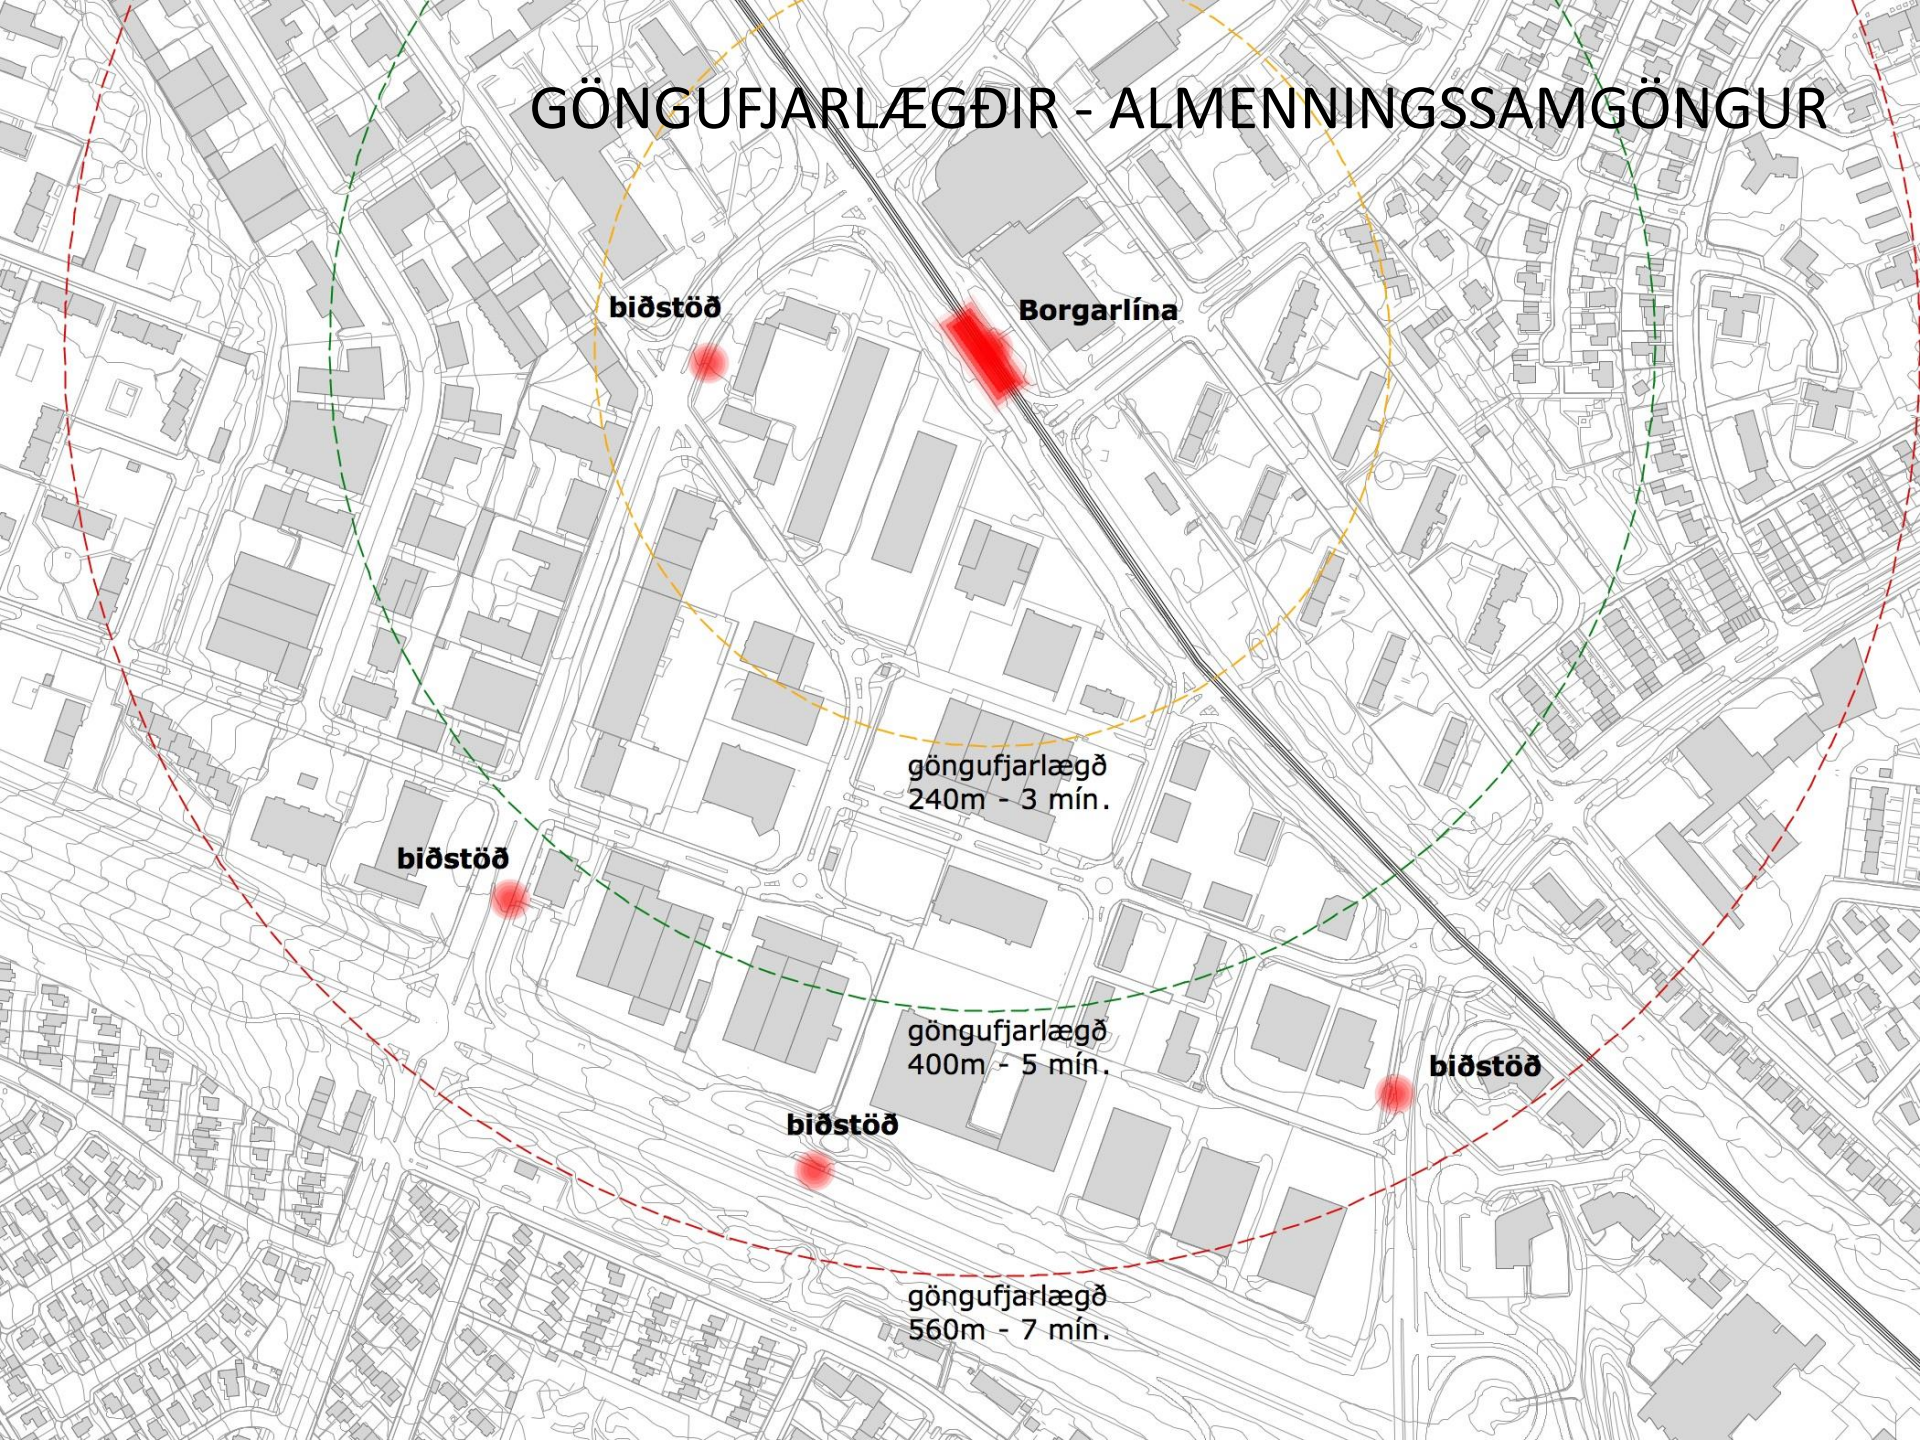 GÖNGUFJARLÆGÐIR - ALMENNINGSSAMGÖNGUR
biðstöð
Borgarlína
göngufjarlægð
240m - 3 mín.
biðstöð
göngufjarlægð
400m - 5 mín.
biðstöð
biðstöð
göngufjarlægð
560m - 7 mín.